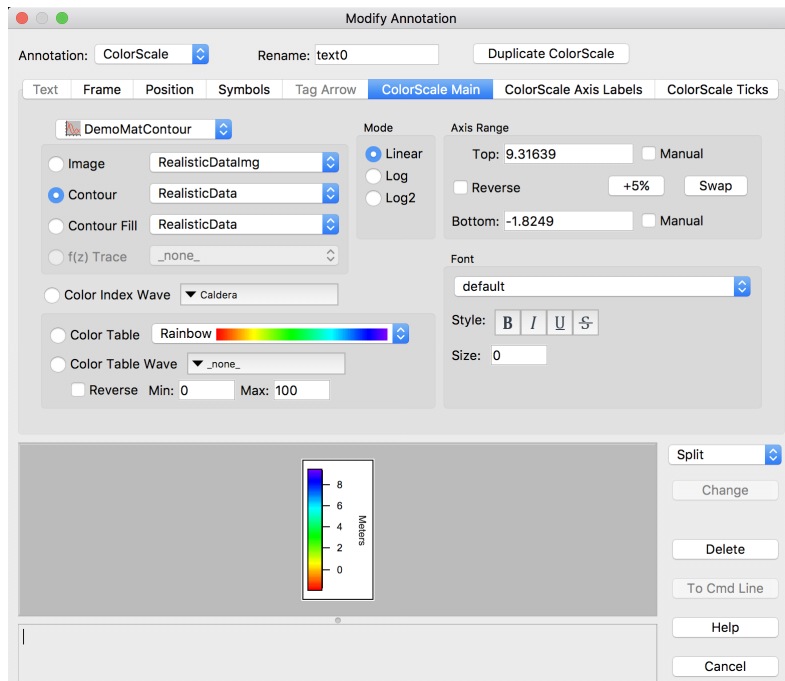 Modify Annotation
Annotation: ColorScale Rename: text0 Duplicate ColorScale
Text Frame Position Symbols Tag Arrow ColorScale Main ColorScale Axis Labels ColorScale Ticks
DemoMatContour
Image RealisticDataImg
Contour RealisticData
Contour Fill RealisticData
f(z) Trace _none_
Color Index Wave Caldera
Color Table Rainbow
Color Table Wave _none_
Reverse Min: 0 Max: 100
Mode
Linear
Log
Log2
Axis Range
Top: 9.31639 Manual
Reverse +5% Swap
Bottom: -1.8249 Manual
Font
default
Style: B I U S
Size: 0
8
6
4
2
0
Meters
Split
Change
Delete
To Cmd Line
Help
Cancel